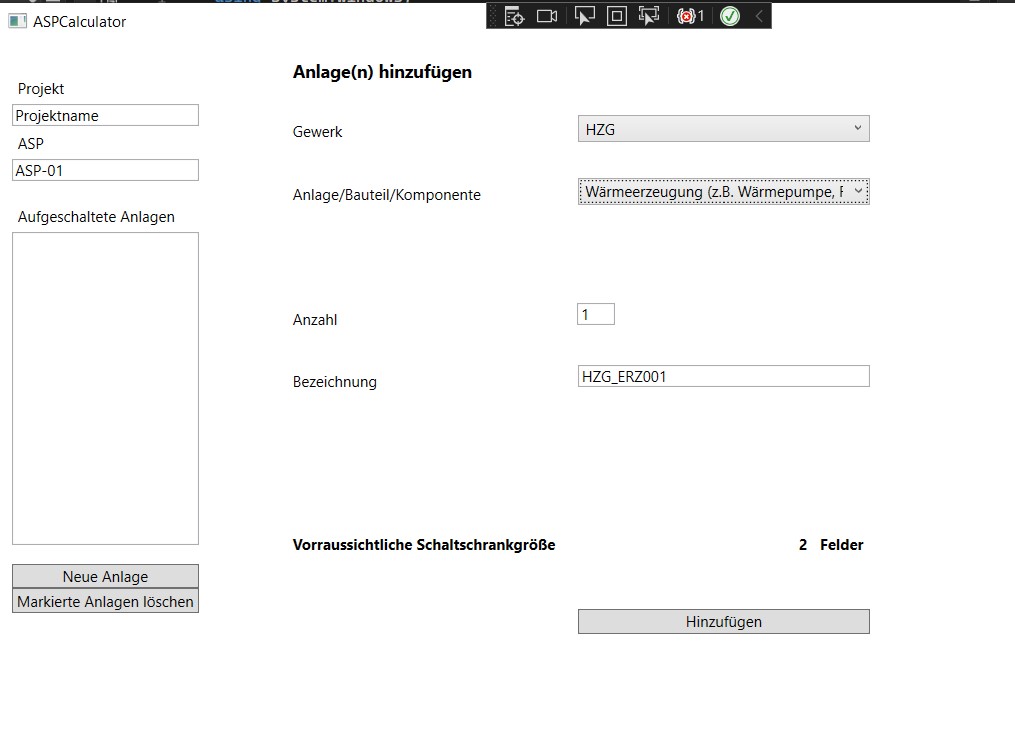 ASPCalculator
1
Anlage(n) hinzufügen
Projekt
Projektname
ASP
ASP-01
Aufgeschaltete Anlagen
Neue Anlage
Markierte Anlagen löschen
Gewerk
HZG
Anlage/Bauteil/Komponente
Wärmeerzeugung (z.B. Wärmepumpe,
Anzahl
1
Bezeichnung
HZG_ERZ001
Vorraussichtliche Schaltschrankgröße
2 Felder
Hinzufügen